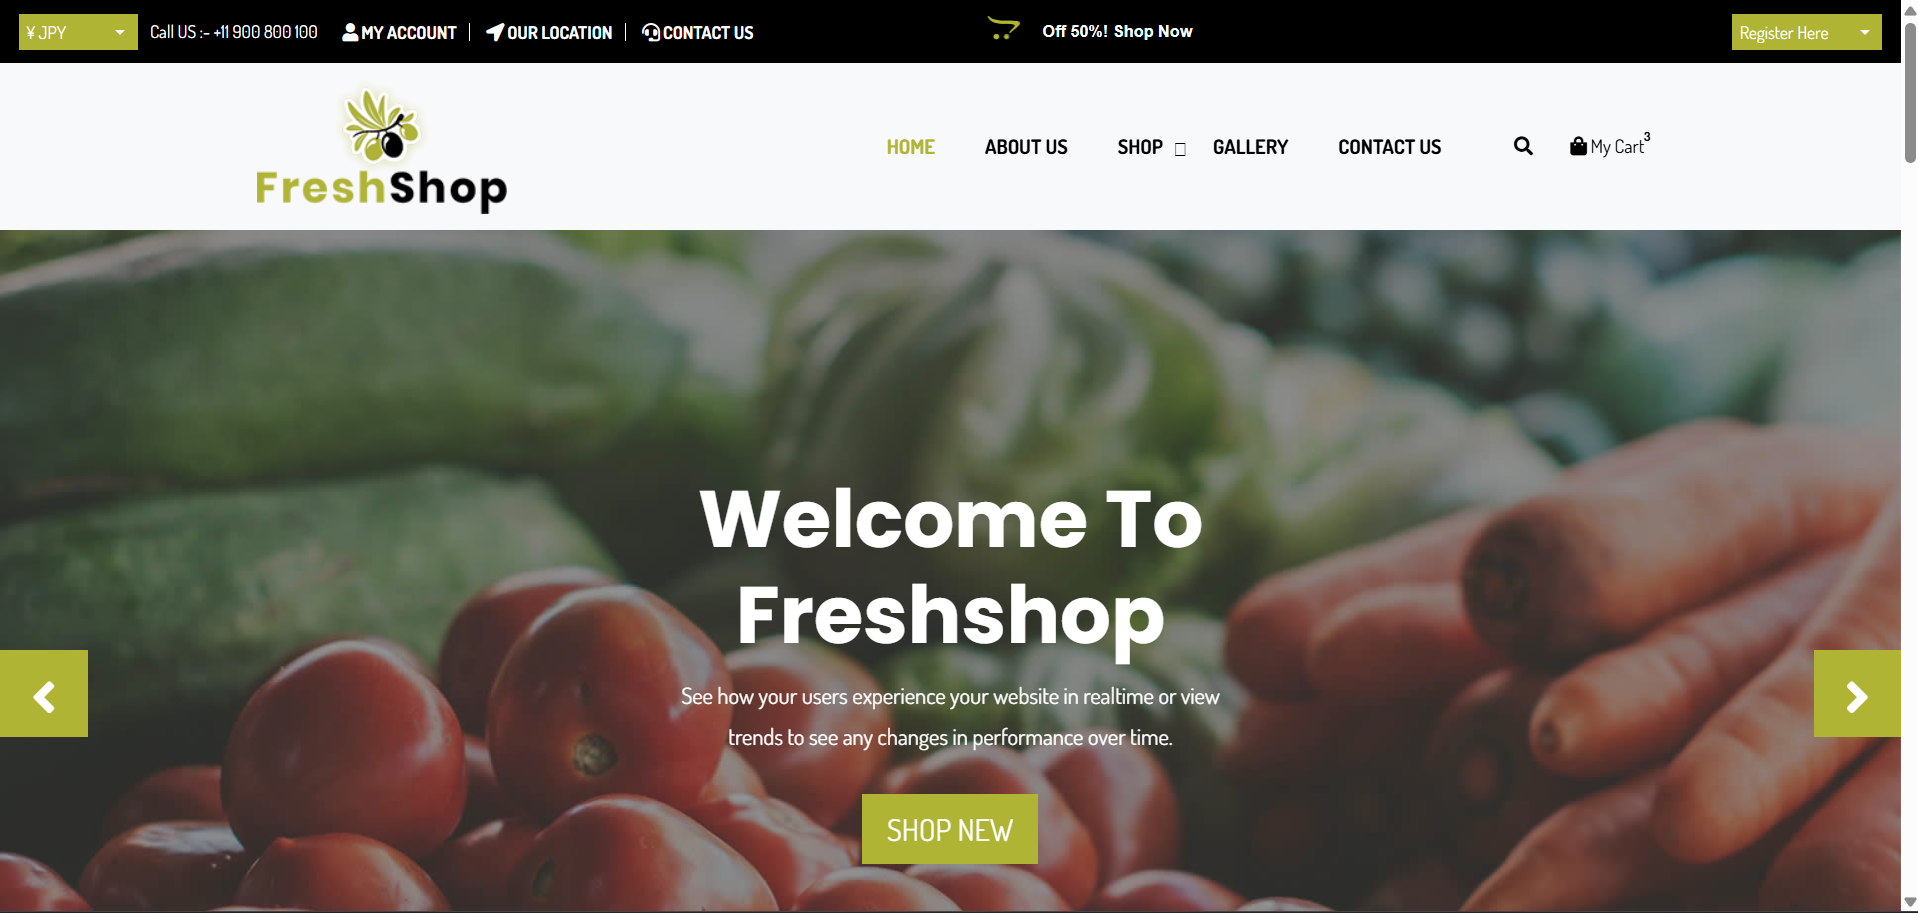 ¥ JPY
Call US :- +11 900 800 100
MY ACCOUNT
OUR LOCATION
CONTACT US
Off 50%! Shop Now
Register Here
FreshShop
HOME
ABOUT US
SHOP
GALLERY
CONTACT US
My Cart
3
Welcome To
Freshshop
See how your users experience your website in realtime or view
trends to see any changes in performance over time.
SHOP NEW